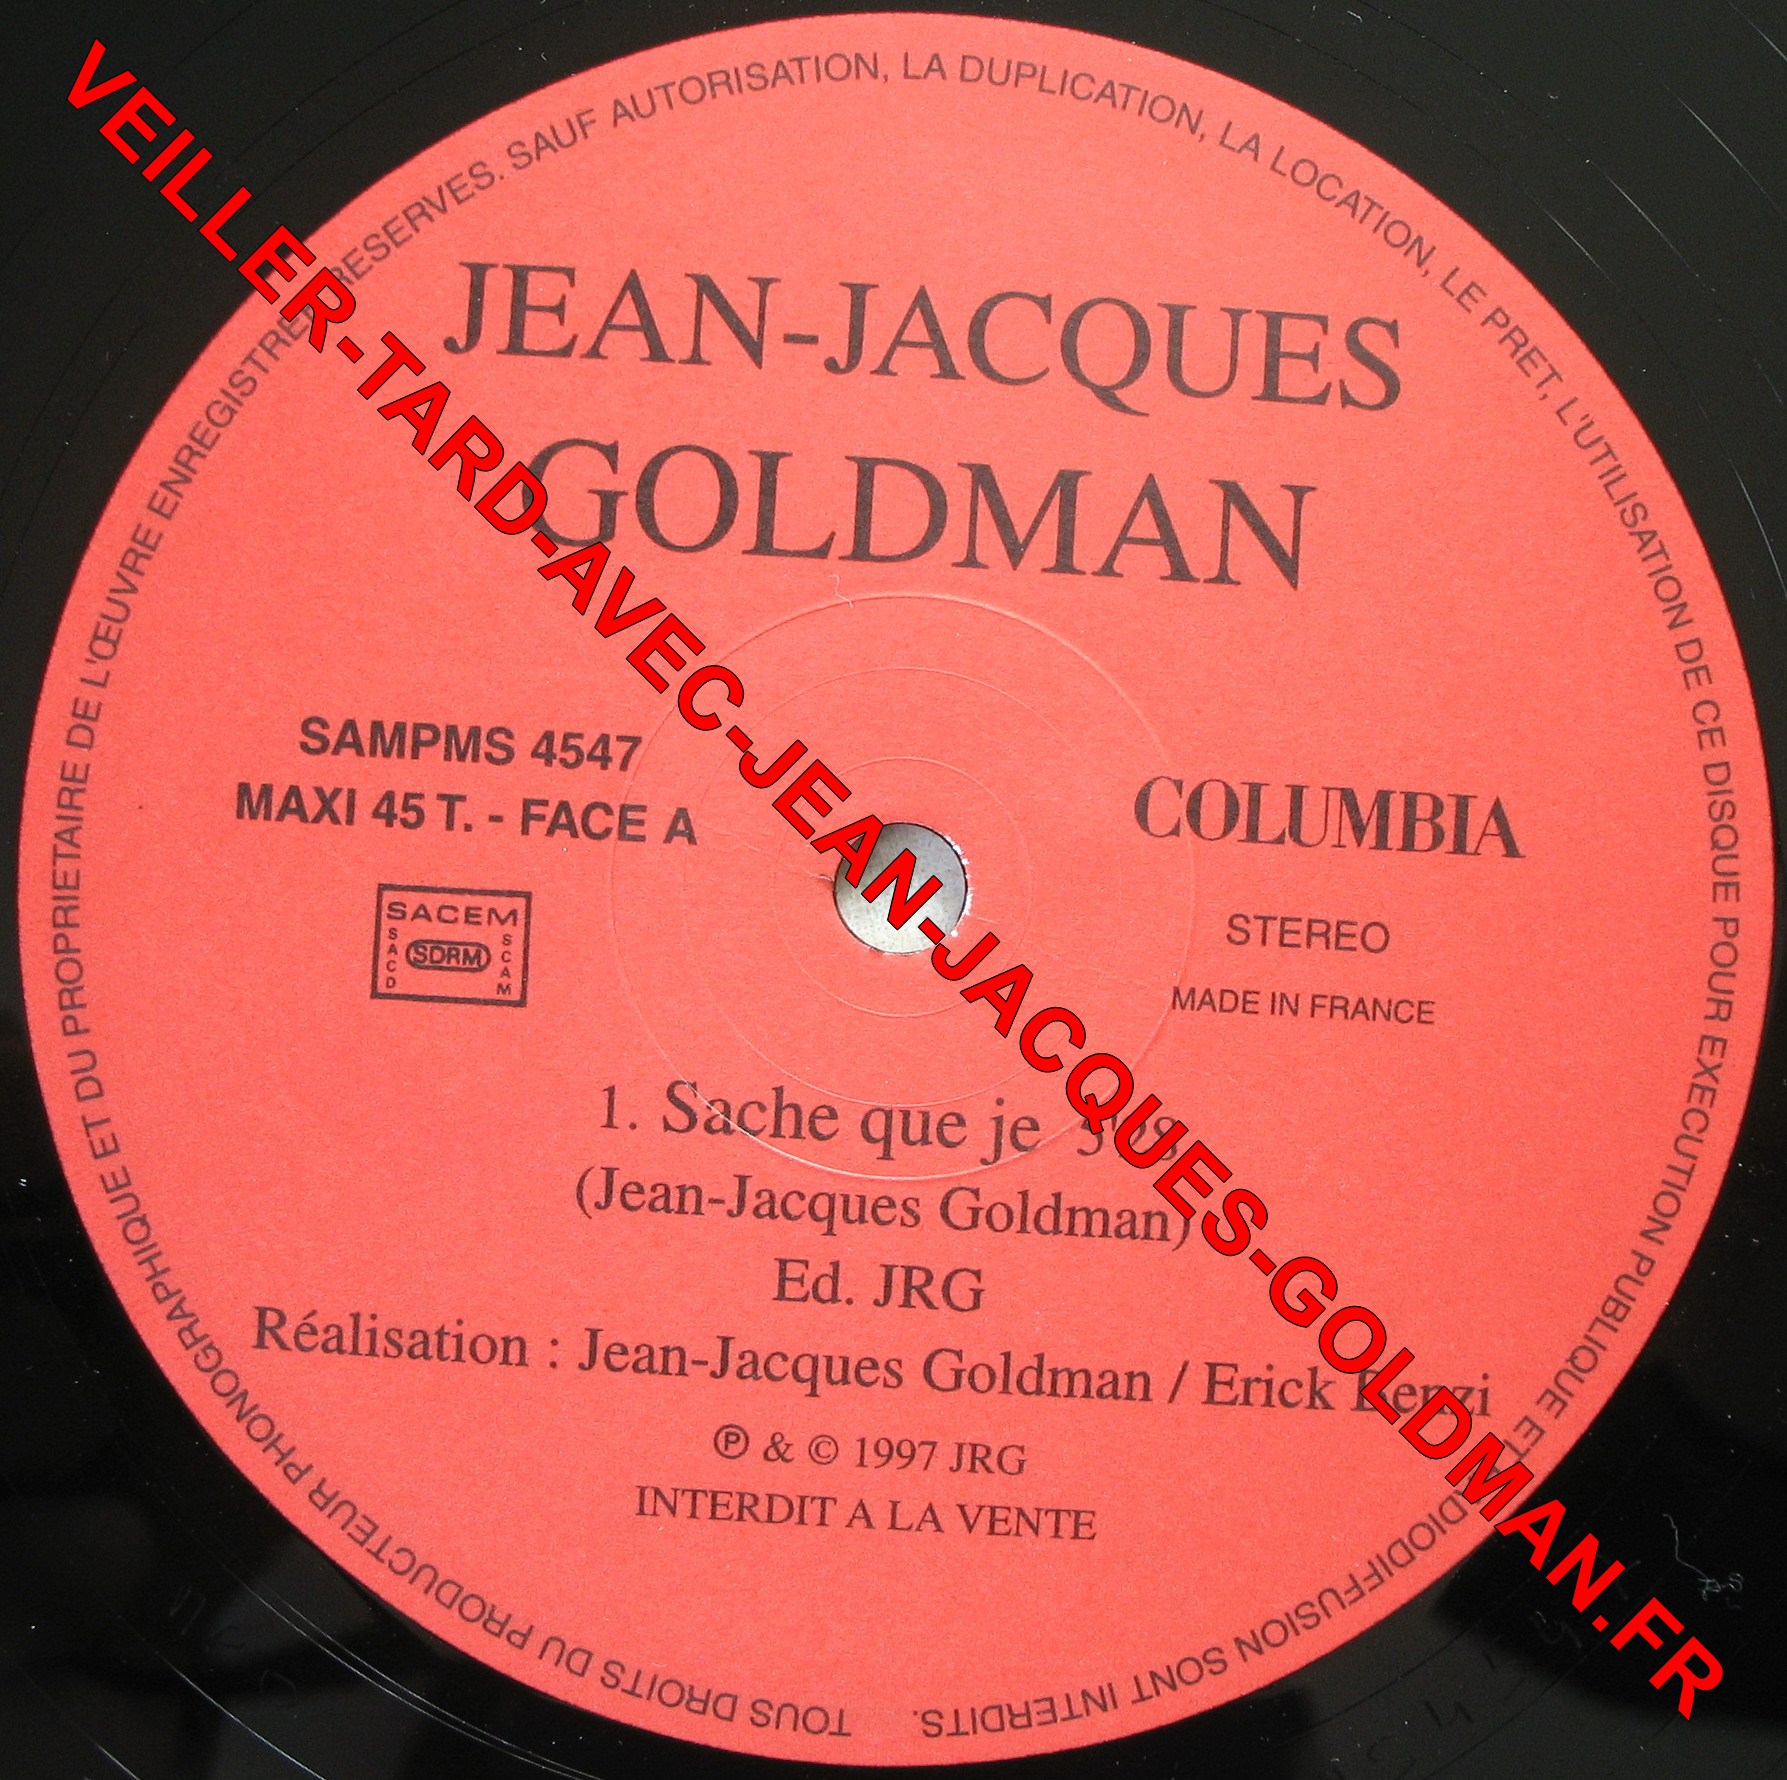 VEILLER-TARD-AVEC-JEAN-JACQUES-GOLDMAN.FR
JEAN-JACQUES
GOLDMAN
SAMPMS 4547
MAXI 45 T. - FACE A
SACEM
SACD
SDRM
SCAM
COLUMBIA
STEREO
MADE IN FRANCE
1. Sache que je
(Jean-Jacques Goldman)
Ed. JRG
Réalisation : Jean-Jacques Goldman / Erick Benzi
℗ & © 1997 JRG
INTERDIT A LA VENTE
TOUS DROITS DU PRODUCTEUR PHONOGRAPHIQUE ET DU PROPRIETAIRE DE L'ŒUVRE ENREGISTREE RESERVES. SAUF AUTORISATION, LA DUPLICATION, LA LOCATION, LE PRET, L'UTILISATION DE CE DISQUE POUR EXECUTION PUBLIQUE ET RADIODIFFUSION SONT INTERDITS.